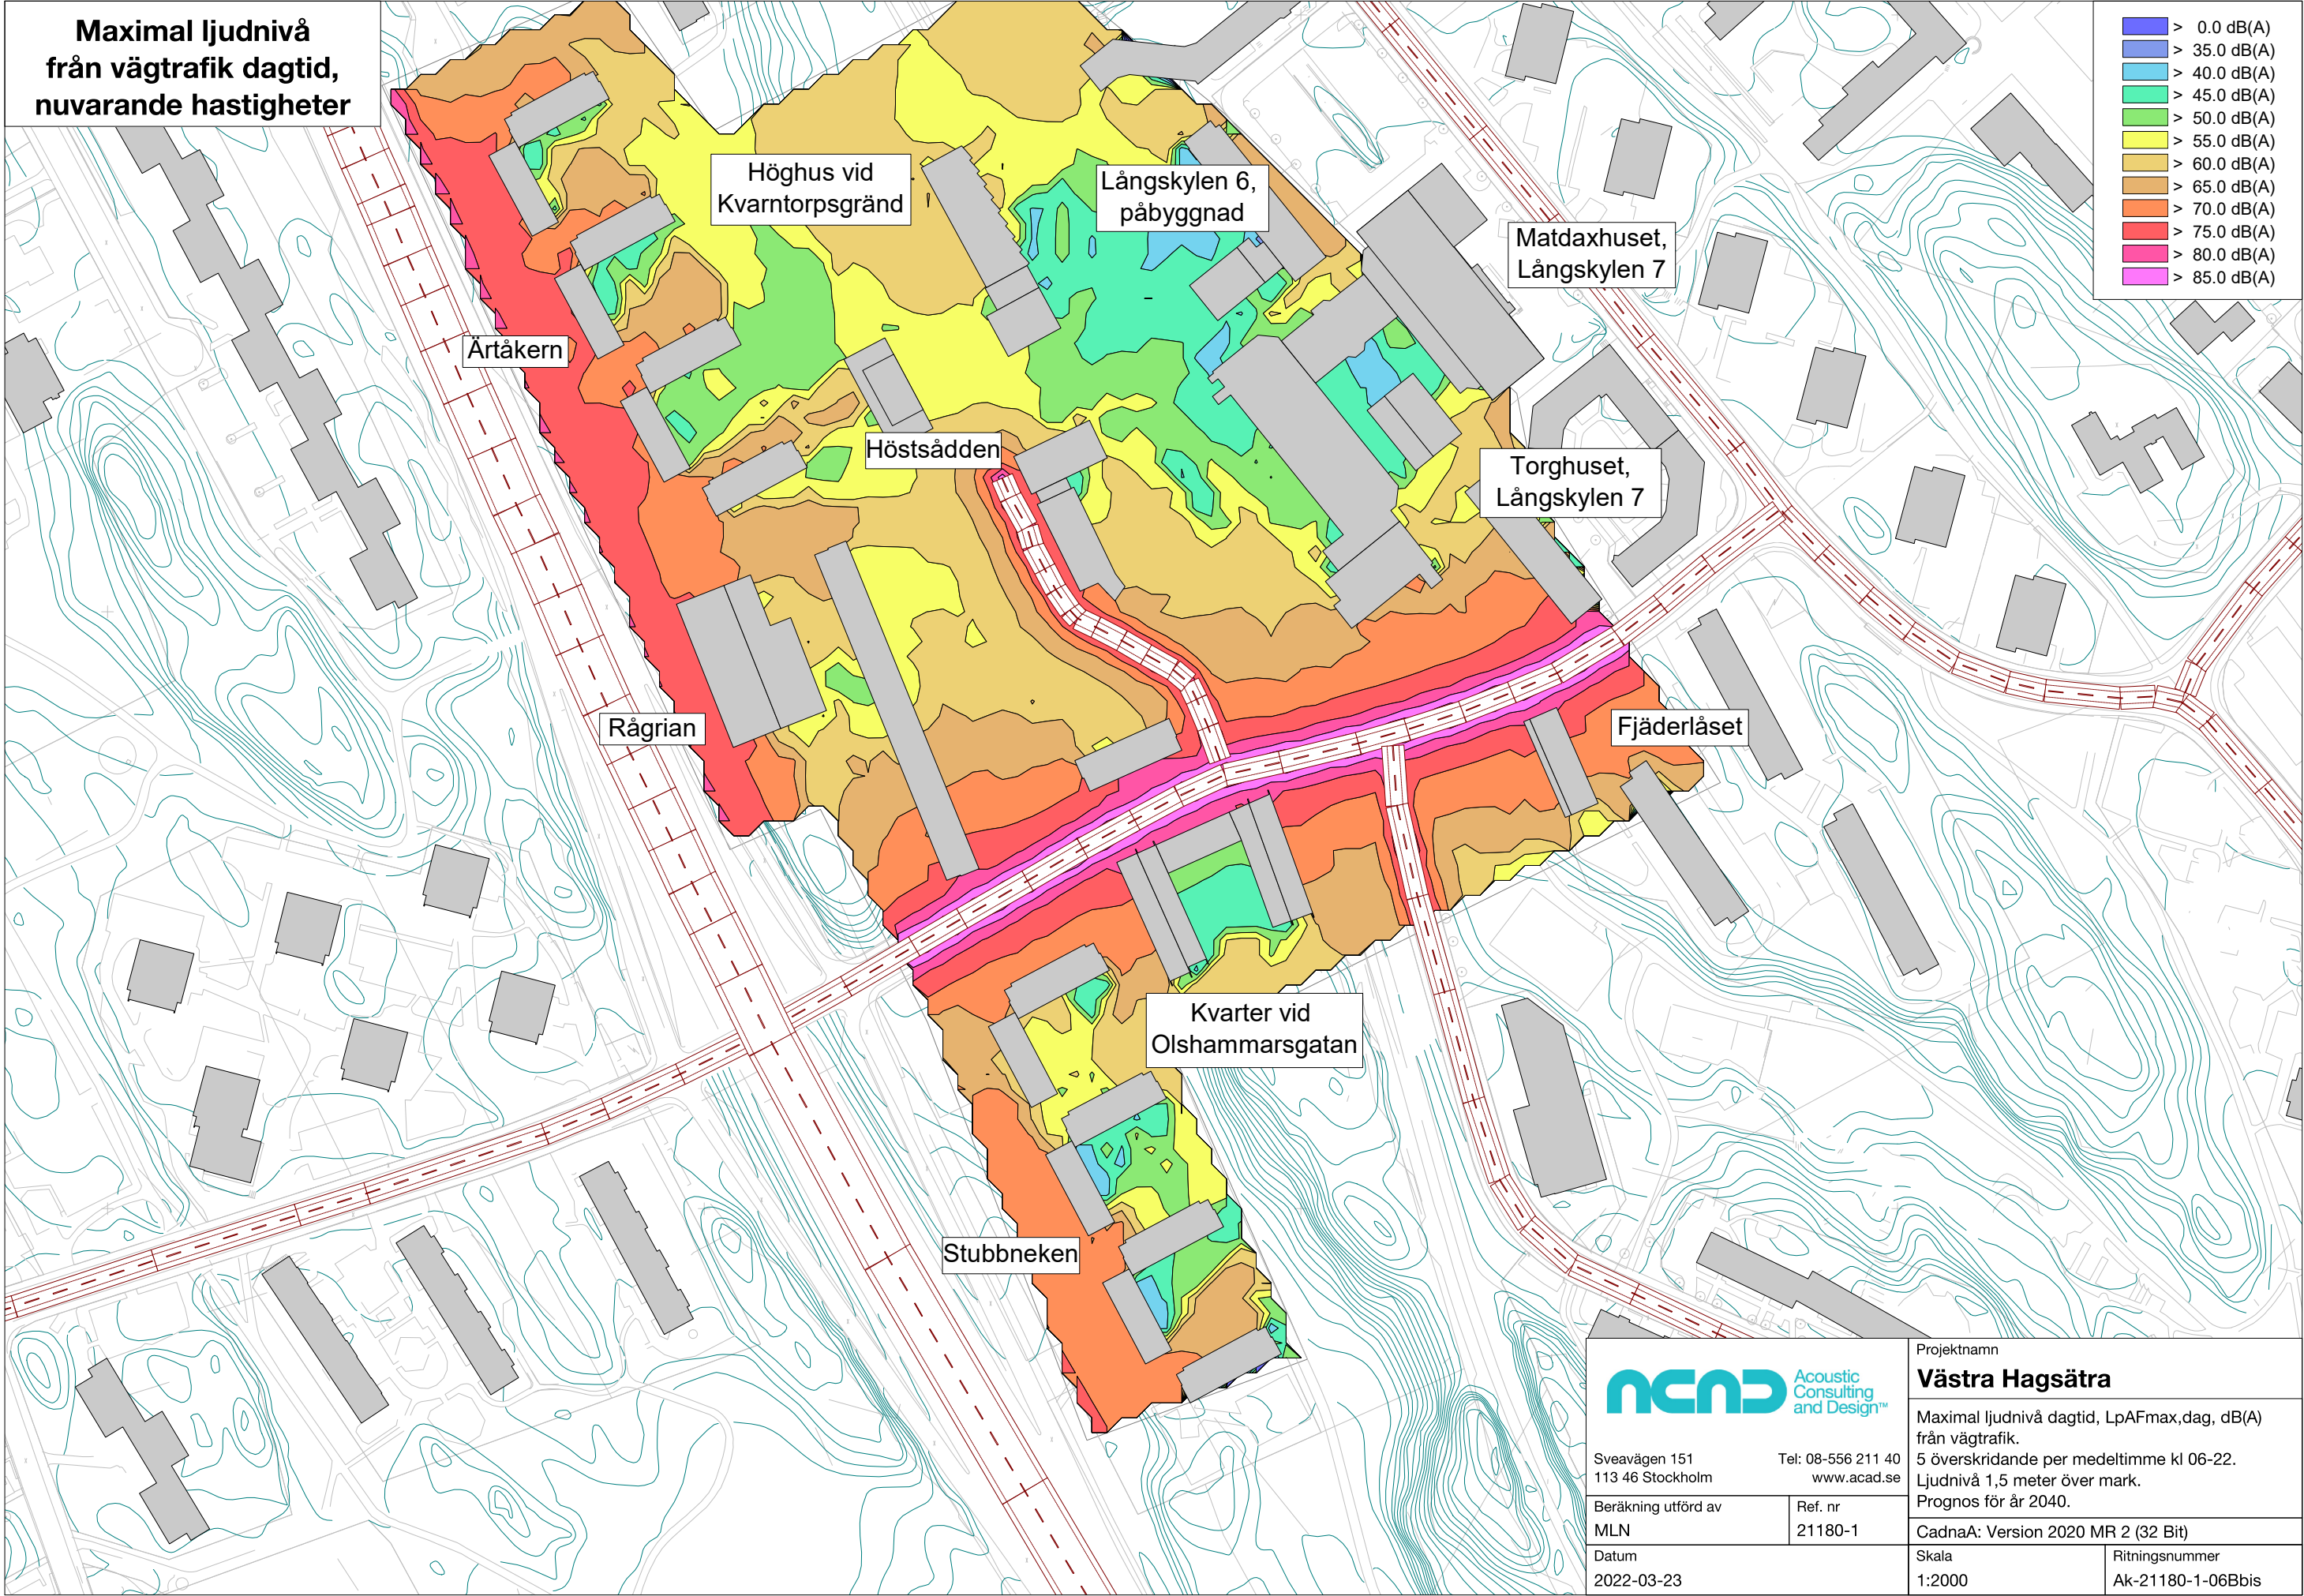 Maximal ljudnivå
från vägtrafik dagtid,
nuvarande hastigheter
> 0.0 dB(A)
> 35.0 dB(A)
> 40.0 dB(A)
> 45.0 dB(A)
> 50.0 dB(A)
> 55.0 dB(A)
> 60.0 dB(A)
> 65.0 dB(A)
> 70.0 dB(A)
> 75.0 dB(A)
> 80.0 dB(A)
> 85.0 dB(A)
Höghus vid
Kvarntorpsgränd
Långskylen 6,
påbyggnad
Matdaxhuset,
Långskylen 7
Ärtåkern
Höstsådden
Torghuset,
Långskylen 7
Rågrian
Fjäderlåset
Kvarter vid
Olshammarsgatan
Stubbneken
acad Acoustic
Consulting
and Design™
Sveavägen 151 Tel: 08-556 211 40
113 46 Stockholm www.acad.se
Beräkning utförd av
MLN
Ref. nr
21180-1
Datum
2022-03-23
Projektnamn
Västra Hagsätra
Maximal ljudnivå dagtid, LpAFmax,dag, dB(A)
från vägtrafik.
5 överskridande per medeltimme kl 06-22.
Ljudnivå 1,5 meter över mark.
Prognos för år 2040.
CadnaA: Version 2020 MR 2 (32 Bit)
Skala
1:2000
Ritningsnummer
Ak-21180-1-06Bbis